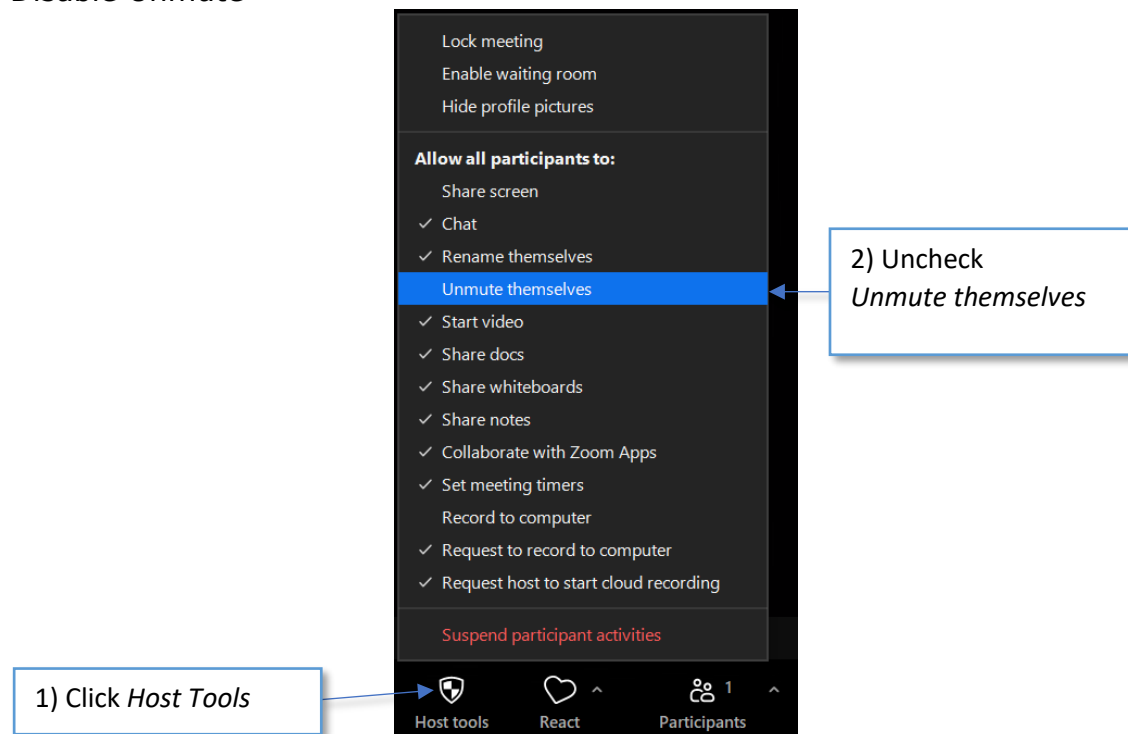 Disable Unmute
Lock meeting
Enable waiting room
Hide profile pictures
Allow all participants to:
Share screen
✓ Chat
✓ Rename themselves
Unmute themselves
✓ Start video
✓ Share docs
✓ Share whiteboards
✓ Share notes
✓ Collaborate with Zoom Apps
✓ Set meeting timers
Record to computer
✓ Request to record to computer
✓ Request host to start cloud recording
Suspend participant activities
2) Uncheck
Unmute themselves
1) Click Host Tools
1
Host tools React Participants